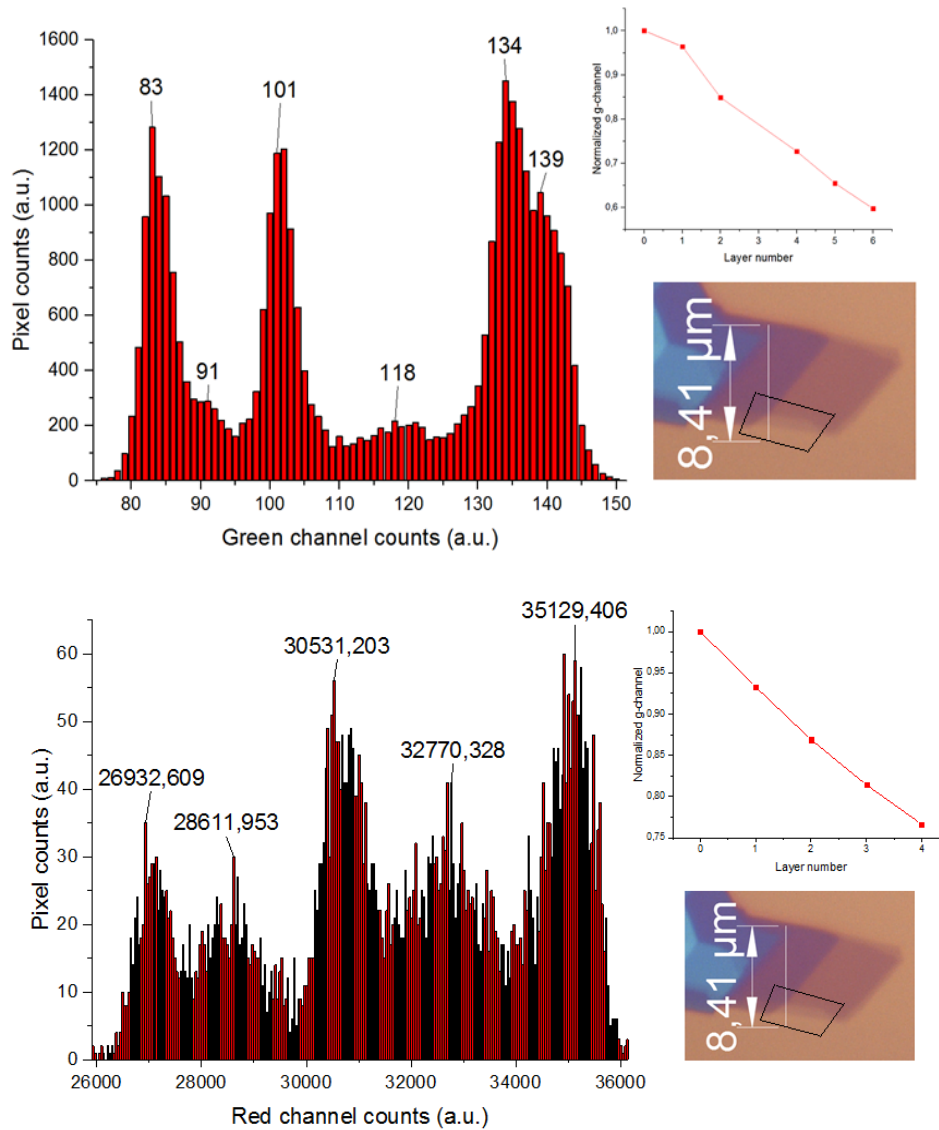 1600
1400
1200
1000
800
600
400
200
0
Pixel counts (a.u.)
83
101
134
139
91
118
80 90 100 110 120 130 140 150
Green channel counts (a.u.)
1,0
0,9
0,8
0,7
0,6
Normalized g-channel
0 1 2 3 4 5 6
Layer number
8,41 µm
60
50
40
30
20
10
0
Pixel counts (a.u.)
35129,406
30531,203
32770,328
26932,609
28611,953
26000 28000 30000 32000 34000 36000
Red channel counts (a.u.)
1,00
0,95
0,90
0,85
0,80
0,75
Normalized g-channel
0 1 2 3 4
Layer number
8,41 µm